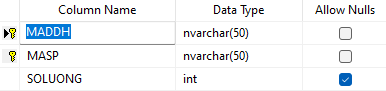 Column Name Data Type Allow Nulls
MADDH nvarchar(50)
MASP nvarchar(50)
SOLUONG int